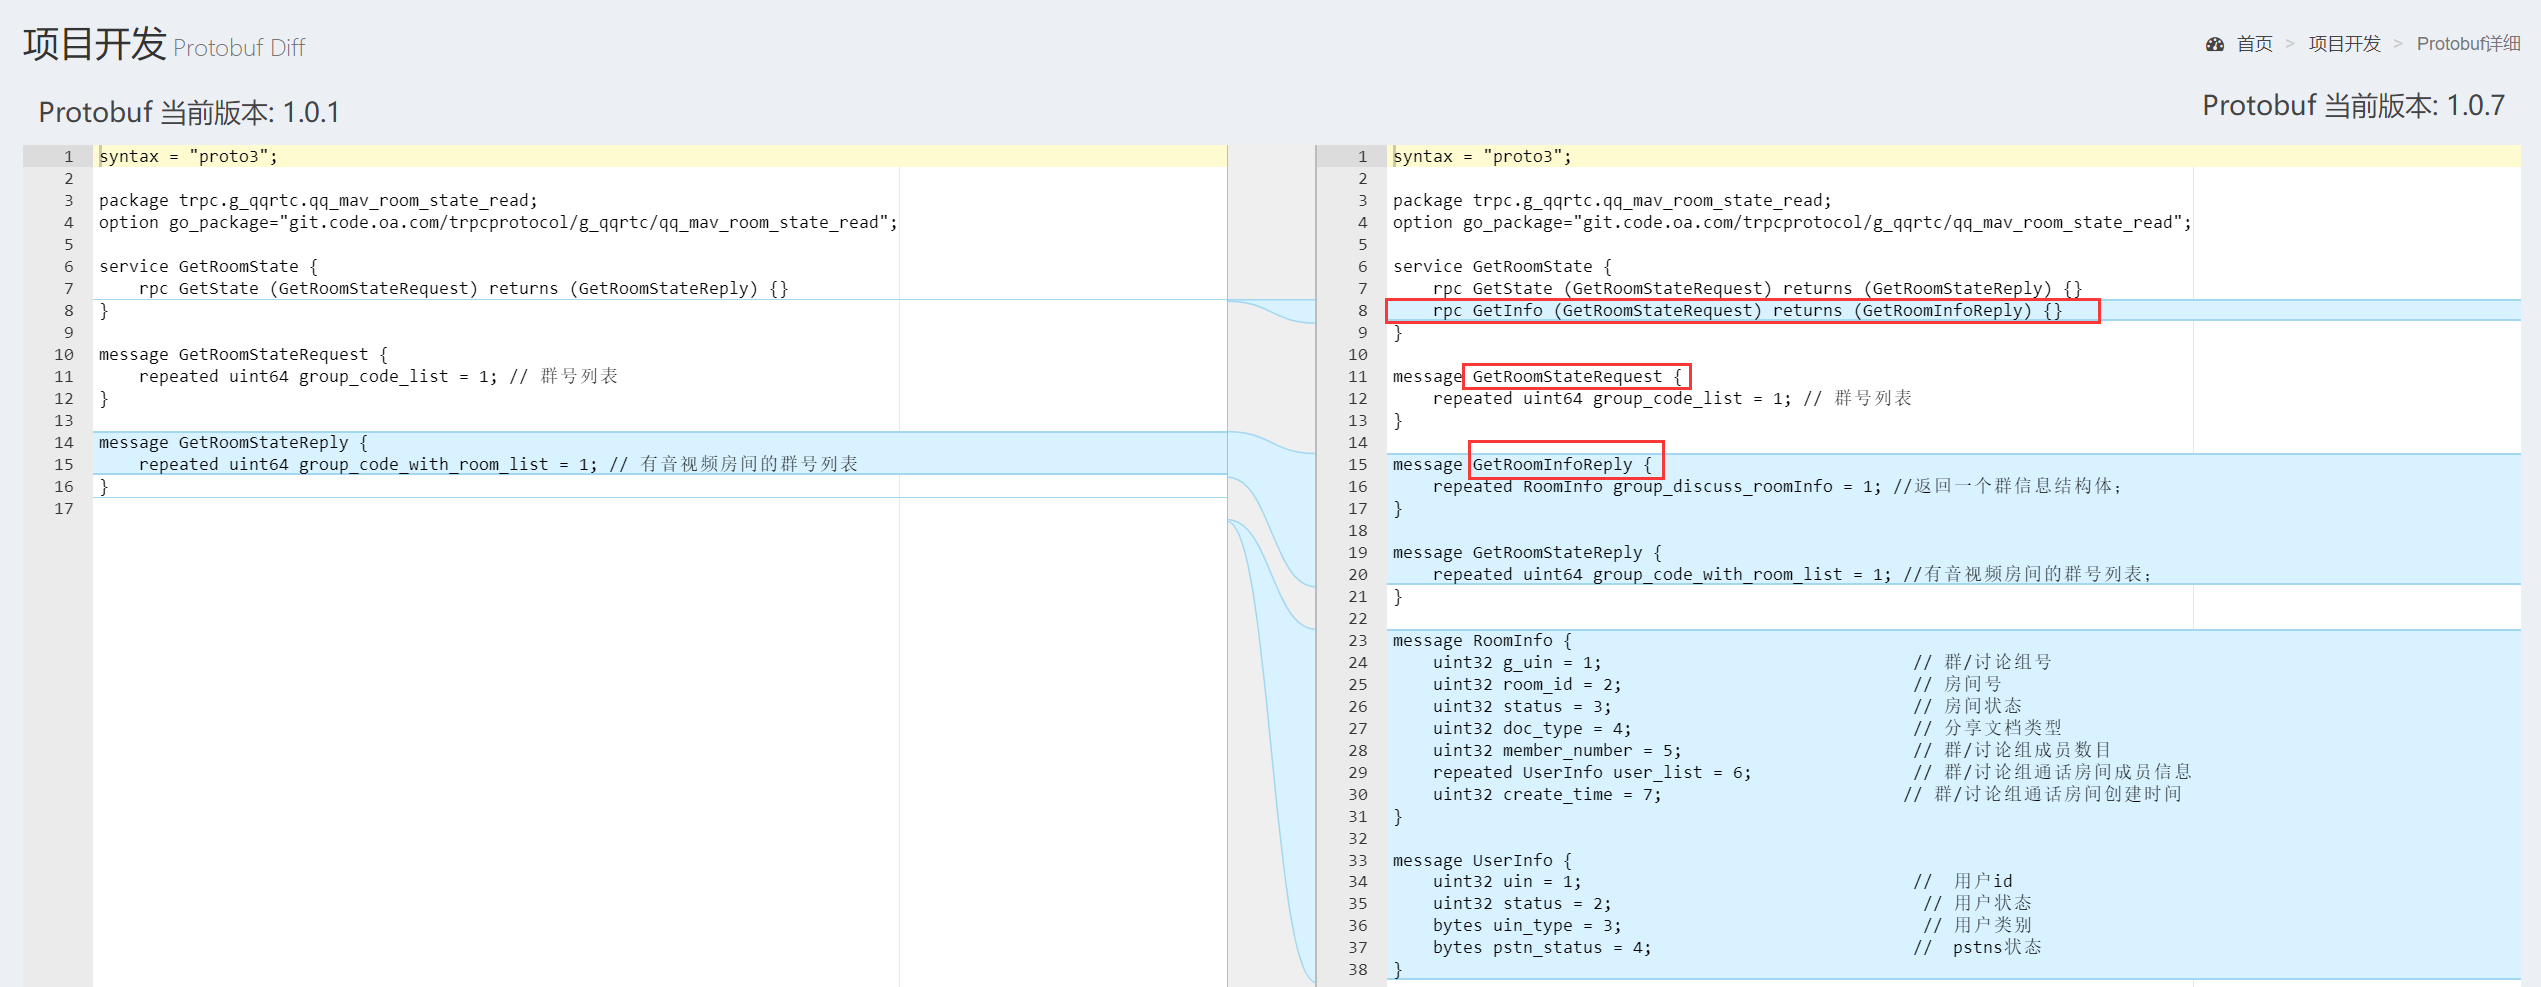 项目开发 Protobuf Diff
首页 > 项目开发 > Protobuf详细
Protobuf 当前版本: 1.0.1
1 syntax = "proto3";
2
3 package trpc.g_qqrtc.qq_mav_room_state_read;
4 option go_package="git.code.oa.com/trpcprotocol/g_qqrtc/qq_mav_room_state_read";
5
6 service GetRoomState {
7     rpc GetState (GetRoomStateRequest) returns (GetRoomStateReply) {}
8 }
9
10 message GetRoomStateRequest {
11     repeated uint64 group_code_list = 1; // 群号列表
12 }
13
14 message GetRoomStateReply {
15     repeated uint64 group_code_with_room_list = 1; // 有音视频房间的群号列表
16 }
17
Protobuf 当前版本: 1.0.7
1 syntax = "proto3";
2
3 package trpc.g_qqrtc.qq_mav_room_state_read;
4 option go_package="git.code.oa.com/trpcprotocol/g_qqrtc/qq_mav_room_state_read";
5
6 service GetRoomState {
7     rpc GetState (GetRoomStateRequest) returns (GetRoomStateReply) {}
8     rpc GetInfo (GetRoomStateRequest) returns (GetRoomInfoReply) {}
9 }
10
11 message GetRoomStateRequest {
12     repeated uint64 group_code_list = 1; // 群号列表
13 }
14
15 message GetRoomInfoReply {
16     repeated RoomInfo group_discuss_roomInfo = 1; //返回一个群信息结构体;
17 }
18
19 message GetRoomStateReply {
20     repeated uint64 group_code_with_room_list = 1; //有音视频房间的群号列表;
21 }
22
23 message RoomInfo {
24     uint32 g_uin = 1; // 群/讨论组号
25     uint32 room_id = 2; // 房间号
26     uint32 status = 3; // 房间状态
27     uint32 doc_type = 4; // 分享文档类型
28     uint32 member_number = 5; // 群/讨论组成员数目
29     repeated UserInfo user_list = 6; // 群/讨论组通话房间成员信息
30     uint32 create_time = 7; // 群/讨论组通话房间创建时间
31 }
32
33 message UserInfo {
34     uint32 uin = 1; // 用户id
35     uint32 status = 2; // 用户状态
36     bytes uin_type = 3; // 用户类别
37     bytes pstn_status = 4; // pstns状态
38 }